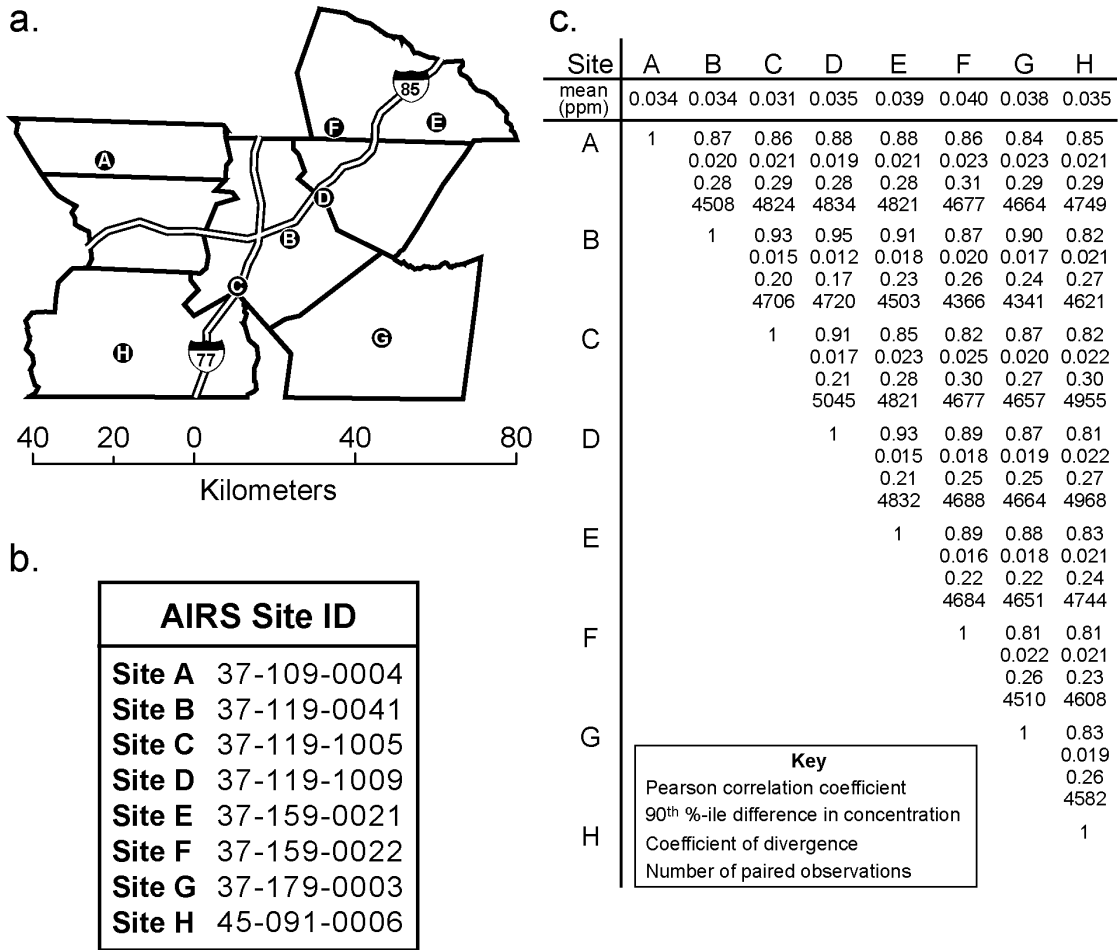 a.
85
F
E
A
D
B
C
G
H
77
40 20 0 40 80
Kilometers
b.
AIRS Site ID
Site A 37-109-0004
Site B 37-119-0041
Site C 37-119-1005
Site D 37-119-1009
Site E 37-159-0021
Site F 37-159-0022
Site G 37-179-0003
Site H 45-091-0006
c.
Site A B C D E F G H
mean
(ppm) 0.034 0.034 0.031 0.035 0.039 0.040 0.038 0.035
A 1 0.87 0.86 0.88 0.88 0.86 0.84 0.85
0.020 0.021 0.019 0.021 0.023 0.023 0.021
0.28 0.29 0.28 0.28 0.31 0.29 0.29
4508 4824 4834 4821 4677 4664 4749
B 1 0.93 0.95 0.91 0.87 0.90 0.82
0.015 0.012 0.018 0.020 0.017 0.021
0.20 0.17 0.23 0.26 0.24 0.27
4706 4720 4503 4366 4341 4621
C 1 0.91 0.85 0.82 0.87 0.82
0.017 0.023 0.025 0.020 0.022
0.21 0.28 0.30 0.27 0.30
5045 4821 4677 4657 4955
D 1 0.93 0.89 0.87 0.81
0.015 0.018 0.019 0.022
0.21 0.25 0.25 0.27
4832 4688 4664 4968
E 1 0.89 0.88 0.83
0.016 0.018 0.021
0.22 0.22 0.24
4684 4651 4744
F 1 0.81 0.81
0.022 0.021
0.26 0.23
4510 4608
G 1 0.83
0.019
0.26
4582
H 1
Key
Pearson correlation coefficient
90th %-ile difference in concentration
Coefficient of divergence
Number of paired observations